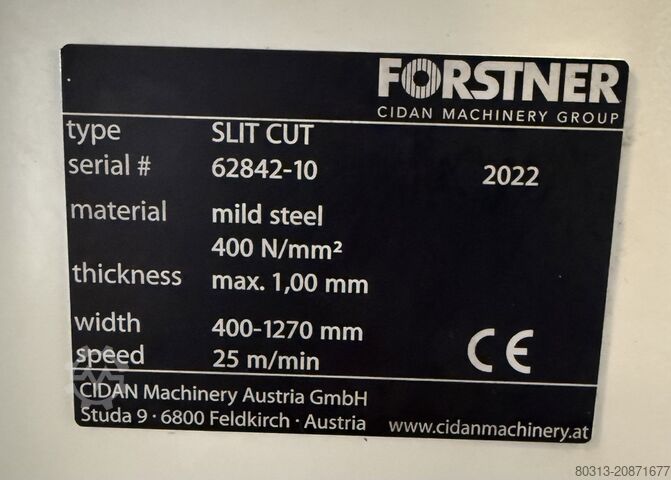 FORSTNER
CIDAN MACHINERY GROUP
type SLIT CUT
serial # 62842-10 2022
material mild steel
400 N/mm²
thickness max. 1,00 mm
width 400-1270 mm
speed 25 m/min
CE
CIDAN Machinery Austria GmbH
Studa 9 · 6800 Feldkirch · Austria www.cidanmachinery.at
80313-20871677